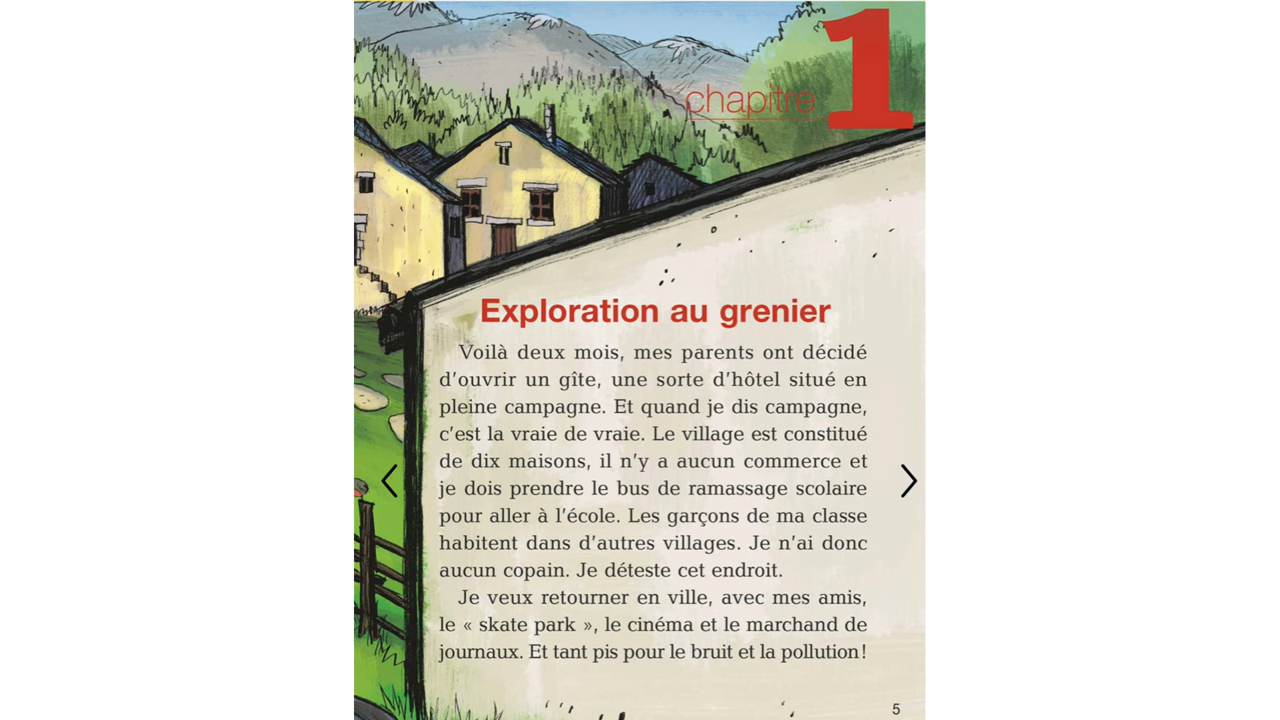 chapitre 1
Exploration au grenier
Voilà deux mois, mes parents ont décidé
d'ouvrir un gîte, une sorte d'hôtel situé en
pleine campagne. Et quand je dis campagne,
c'est la vraie de vraie. Le village est constitué
de dix maisons, il n'y a aucun commerce et
je dois prendre le bus de ramassage scolaire
pour aller à l'école. Les garçons de ma classe
habitent dans d'autres villages. Je n'ai donc
aucun copain. Je déteste cet endroit.
Je veux retourner en ville, avec mes amis,
le « skate park », le cinéma et le marchand de
journaux. Et tant pis pour le bruit et la pollution!
5